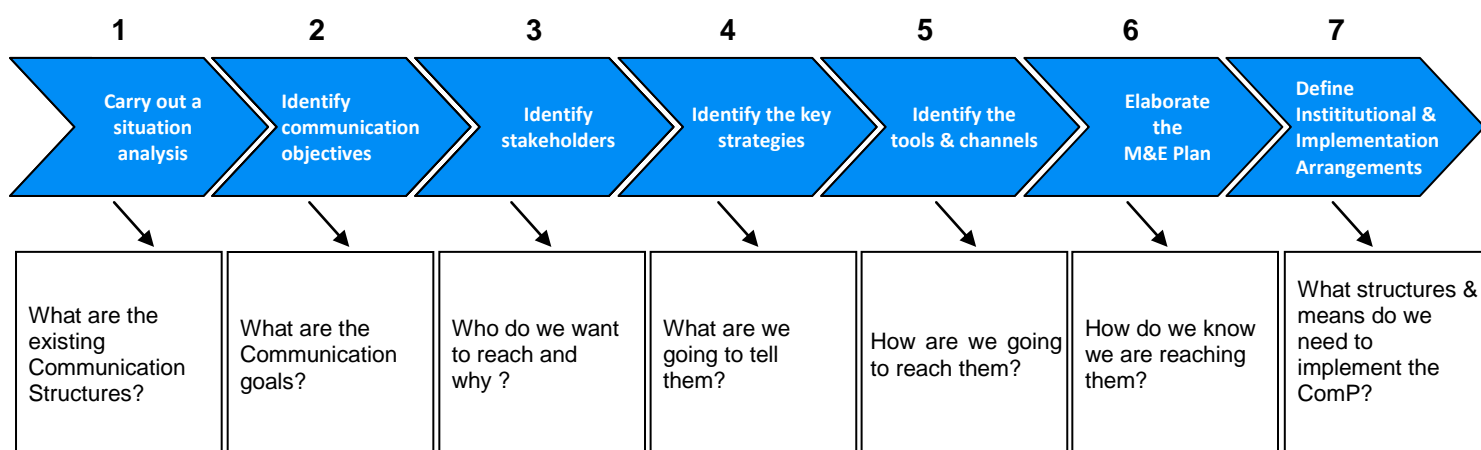 1 2 3 4 5 6 7
Carry out a
situation
analysis
Identify
communication
objectives
Identify
stakeholders
Identify the key
strategies
Identify the
tools & channels
Elaborate
the
M&E Plan
Define
Instititutional &
Implementation
Arrangements
What are the
existing
Communication
Structures?
What are the
Communication
goals?
Who do we want
to reach and
why ?
What are we
going to tell
them?
How are we going
to reach them?
How do we know
we are reaching
them?
What structures &
means do we
need to
implement the
ComP?